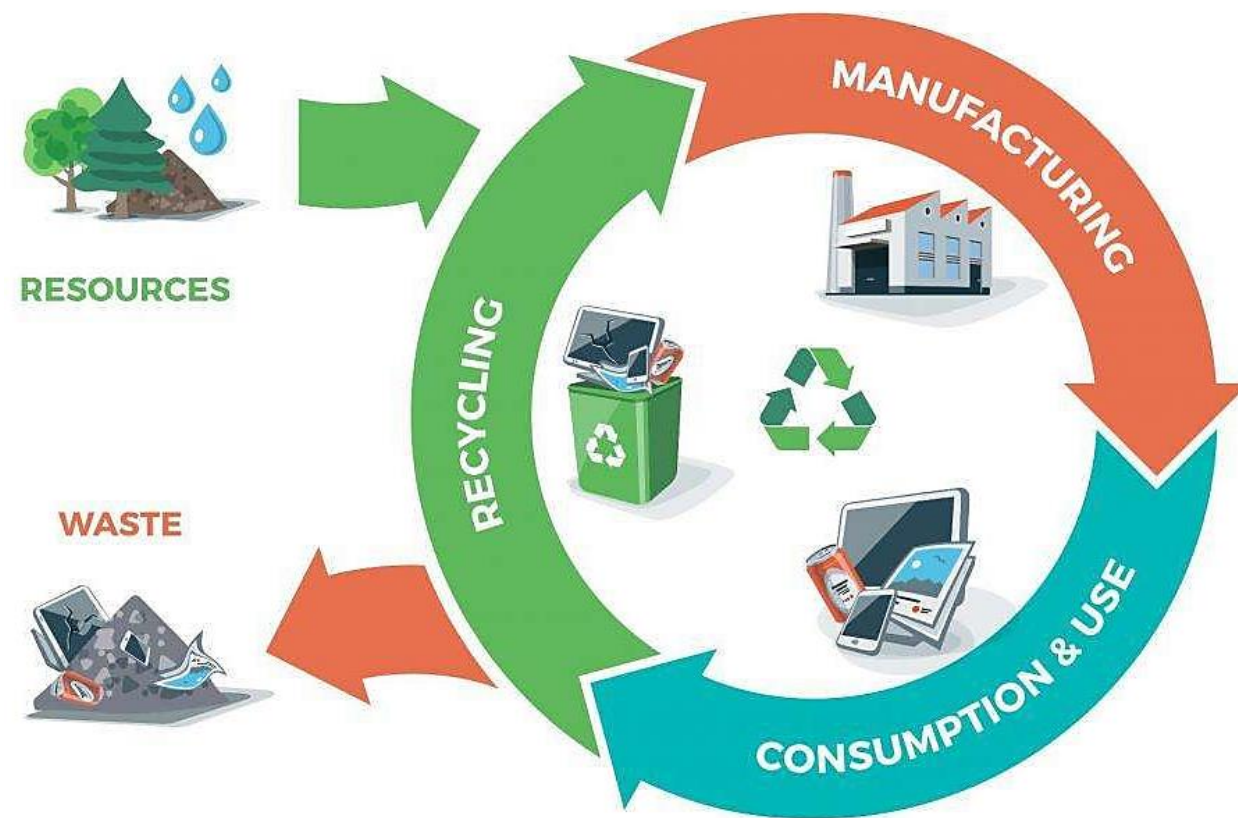 MANUFACTURING
RESOURCES
RECYCLING
WASTE
CONSUMPTION & USE